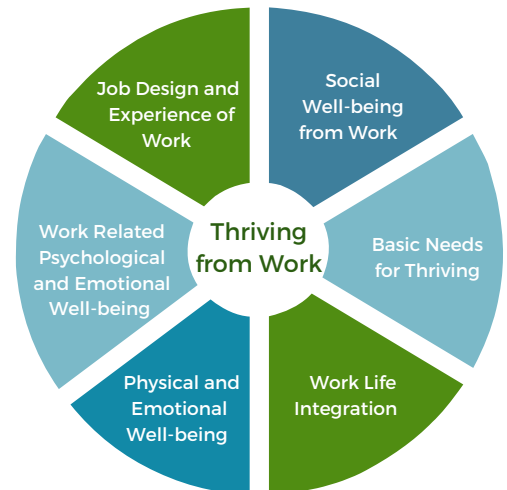 Job Design and
Experience of
Work
Social
Well-being
from Work
Work Related
Psychological
and Emotional
Well-being
Thriving
from Work
Basic Needs
for Thriving
Physical and
Emotional
Well-being
Work Life
Integration